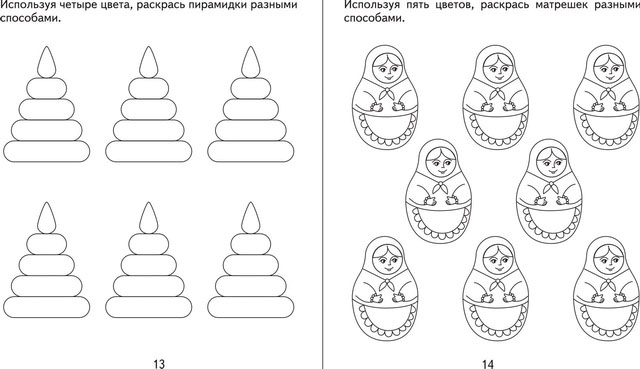 Используя четыре цвета, раскрась пирамидки разными
способами.
13
Используя пять цветов, раскрась матрешек разными
способами.
14